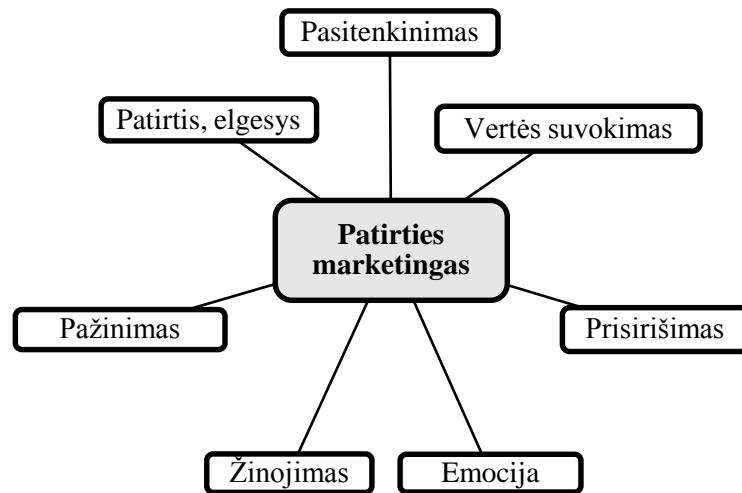 Pasitenkinimas
Patirtis, elgesys
Vertės suvokimas
Patirties
marketingas
Pažinimas
Prisirišimas
Žinojimas
Emocija